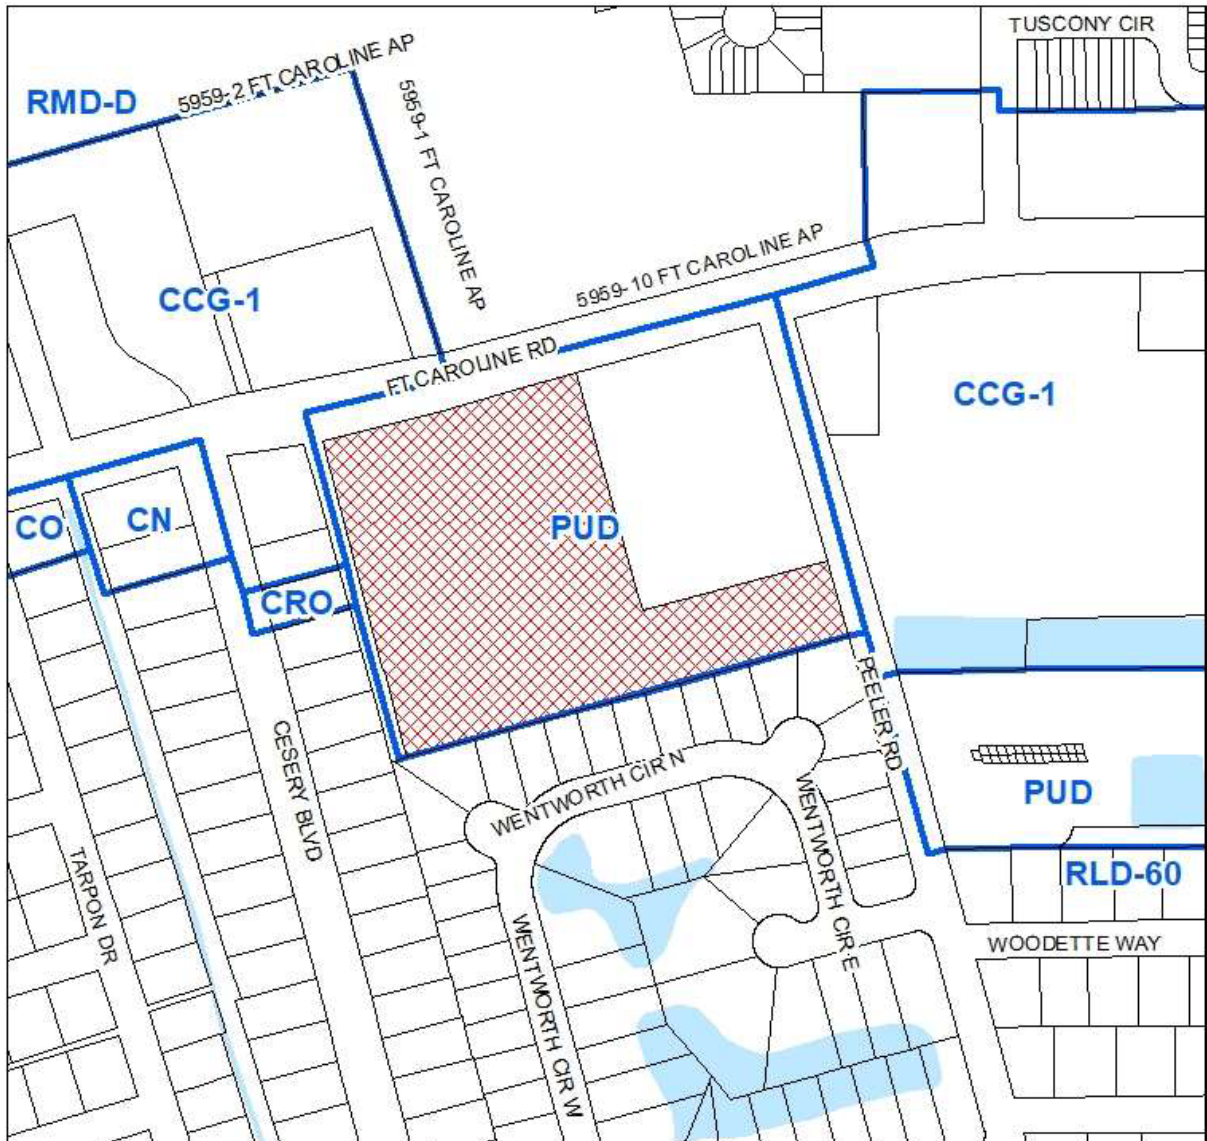 TUSCONY CIR
5959-2 FT CAROLINE AP
RMD-D
5959-1 FT CAROLINE AP
5959-10 FT CAROLINE AP
CCG-1
FT CAROLINE RD
CCG-1
CO
CN
PUD
CRO
PEELER RD
CESERY BLVD
WENTWORTH CIR N
WENTWORTH CIR E
PUD
TARPON DR
RLD-60
WOODETTE WAY
WENTWORTH CIR W